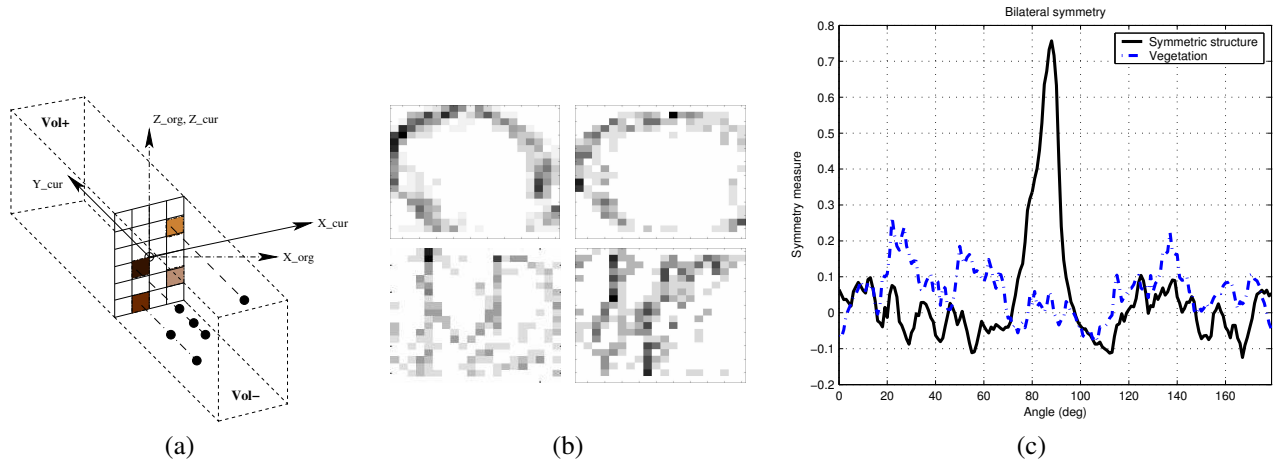 Vol+
Z_org, Z_cur
Y_cur
X_cur
X_org
Vol−
(a)
(b)
Bilateral symmetry
Symmetric structure
Vegetation
Symmetry measure
0.8
0.7
0.6
0.5
0.4
0.3
0.2
0.1
0
−0.1
−0.2
0 20 40 60 80 100 120 140 160
Angle (deg)
(c)